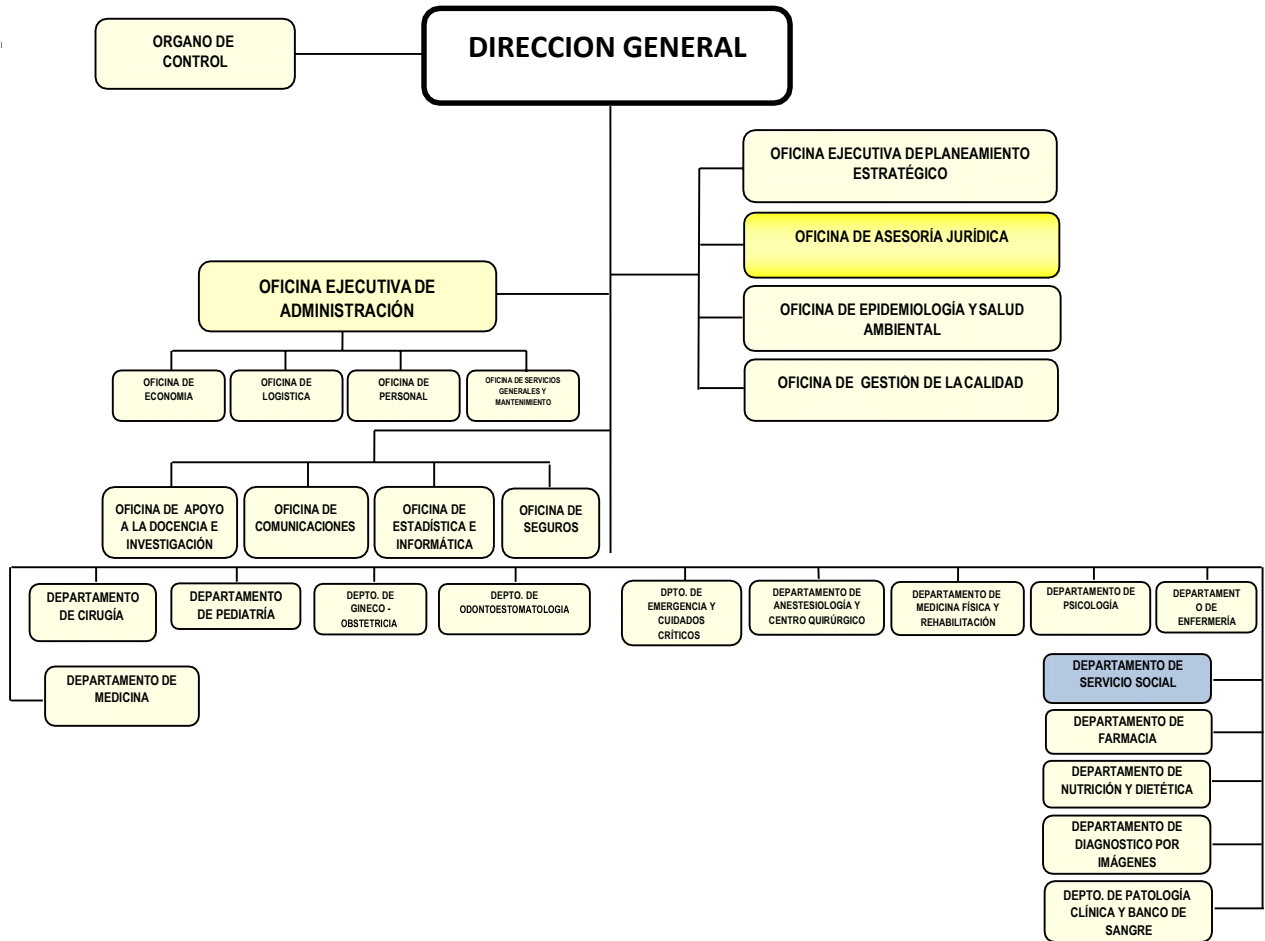 ORGANO DE
CONTROL
DIRECCION GENERAL
OFICINA EJECUTIVA DE PLANEAMIENTO
ESTRATÉGICO
OFICINA DE ASESORÍA JURÍDICA
OFICINA DE EPIDEMIOLOGÍA Y SALUD
AMBIENTAL
OFICINA DE GESTIÓN DE LA CALIDAD
OFICINA EJECUTIVA DE
ADMINISTRACIÓN
OFICINA DE
ECONOMIA
OFICINA DE
LOGISTICA
OFICINA DE
PERSONAL
OFICINA DE SERVICIOS
GENERALES Y
MANTENIMIENTO
OFICINA DE APOYO
A LA DOCENCIA E
INVESTIGACIÓN
OFICINA DE
COMUNICACIONES
OFICINA DE
ESTADÍSTICA E
INFORMÁTICA
OFICINA DE
SEGUROS
DEPARTAMENTO
DE CIRUGÍA
DEPARTAMENTO
DE PEDIATRÍA
DEPTO. DE
GINECO -
OBSTETRICIA
DEPTO. DE
ODONTOESTOMATOLOGIA
DPTO. DE
EMERGENCIA Y
CUIDADOS
CRÍTICOS
DEPARTAMENTO DE
ANESTESIOLOGÍA Y
CENTRO QUIRÚRGICO
DEPARTAMENTO DE
MEDICINA FÍSICA Y
REHABILITACIÓN
DEPARTAMENTO DE
PSICOLOGÍA
DEPARTAMENT
O DE
ENFERMERÍA
DEPARTAMENTO DE
MEDICINA
DEPARTAMENTO DE
SERVICIO SOCIAL
DEPARTAMENTO DE
FARMACIA
DEPARTAMENTO DE
NUTRICIÓN Y DIETÉTICA
DEPARTAMENTO DE
DIAGNOSTICO POR
IMÁGENES
DEPTO. DE PATOLOGÍA
CLÍNICA Y BANCO DE
SANGRE